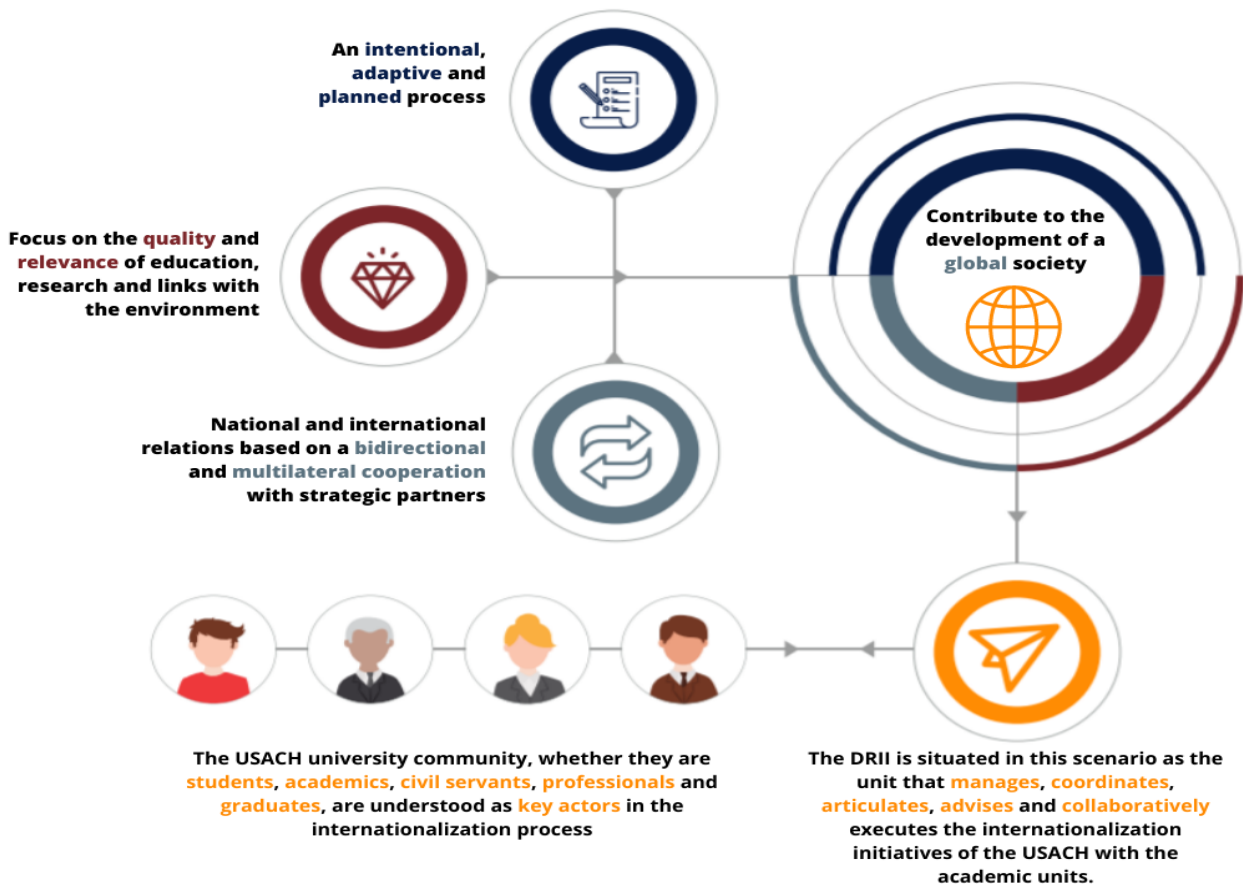 An intentional,
adaptive and
planned process
Focus on the quality and
relevance of education,
research and links with
the environment
Contribute to the
development of a
global society
National and international
relations based on a bidirectional
and multilateral cooperation
with strategic partners
The USACH university community, whether they are
students, academics, civil servants, professionals and
graduates, are understood as key actors in the
internationalization process
The DRII is situated in this scenario as the
unit that manages, coordinates,
articulates, advises and collaboratively
executes the internationalization
initiatives of the USACH with the
academic units.